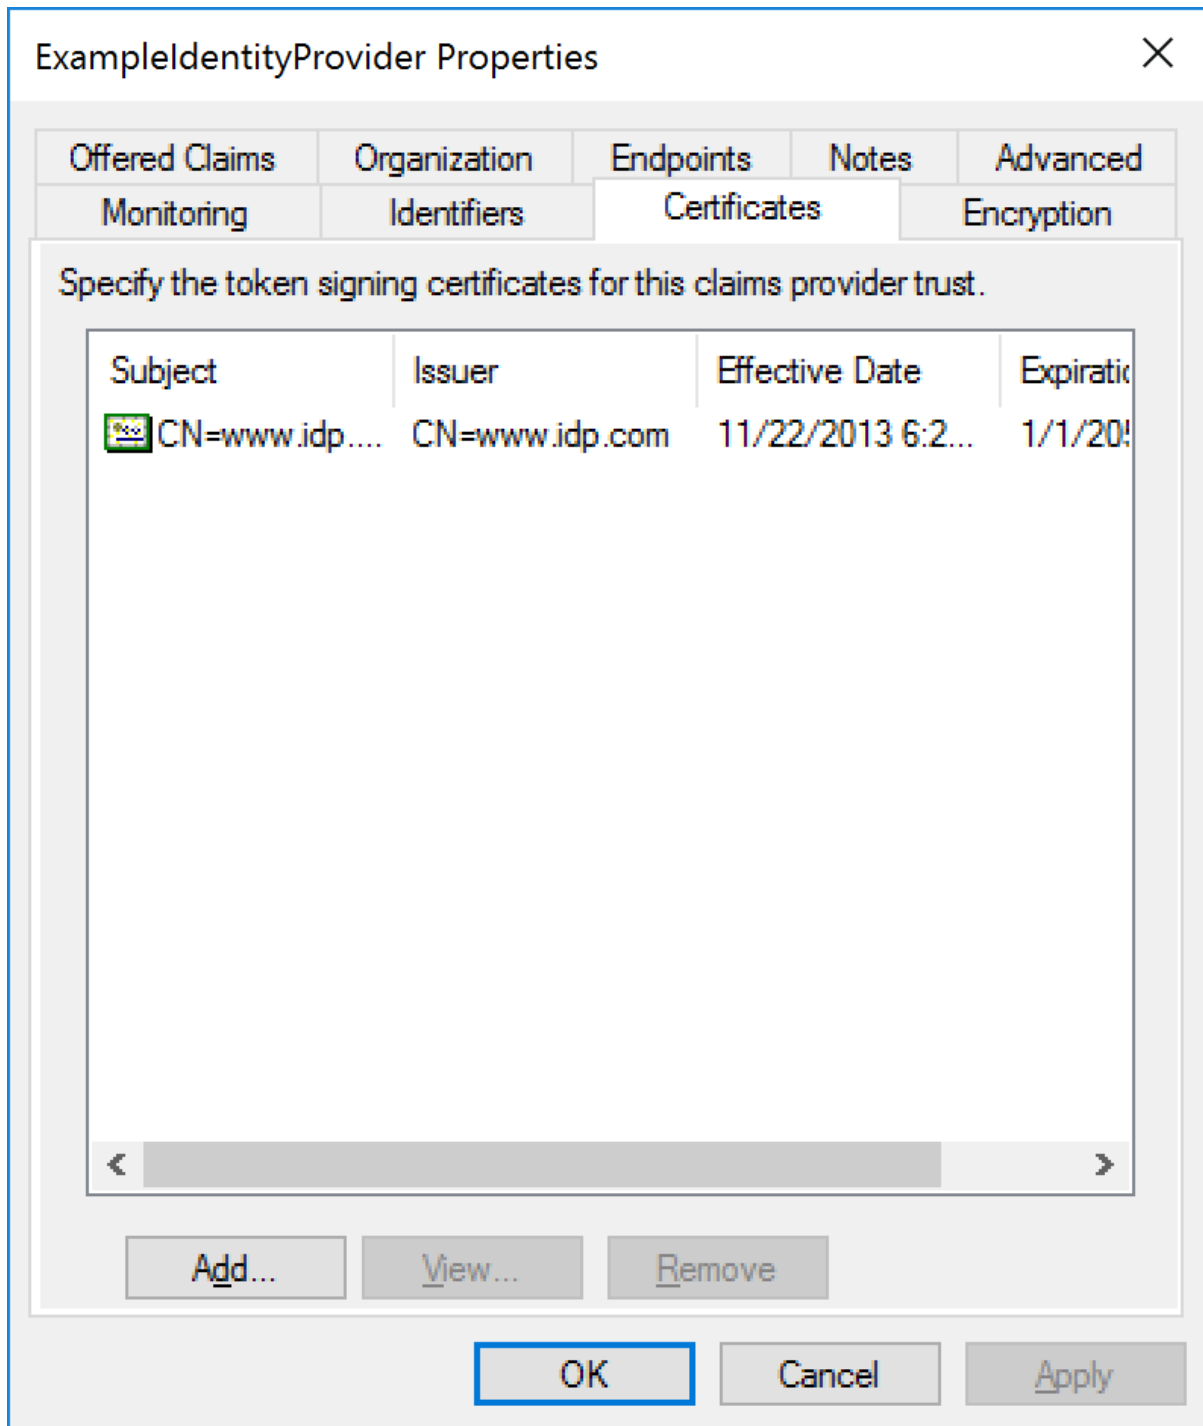 ExampleIdentityProvider Properties
Offered Claims Organization Endpoints Notes Advanced
Monitoring Identifiers Certificates Encryption
Specify the token signing certificates for this claims provider trust.
Subject Issuer Effective Date Expiratic
CN=www.idp.... CN=www.idp.com 11/22/2013 6:2... 1/1/205
Add... View... Remove
OK Cancel Apply